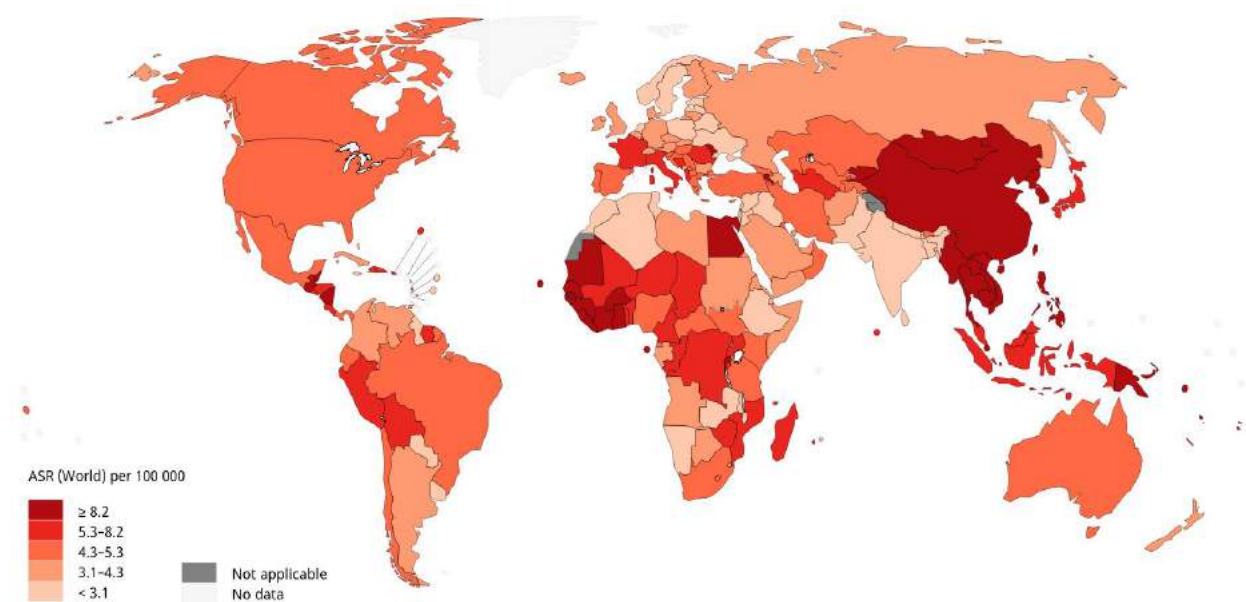 ASR (World) per 100 000
≥ 8.2
5.3–8.2
4.3–5.3
3.1–4.3
< 3.1
Not applicable
No data